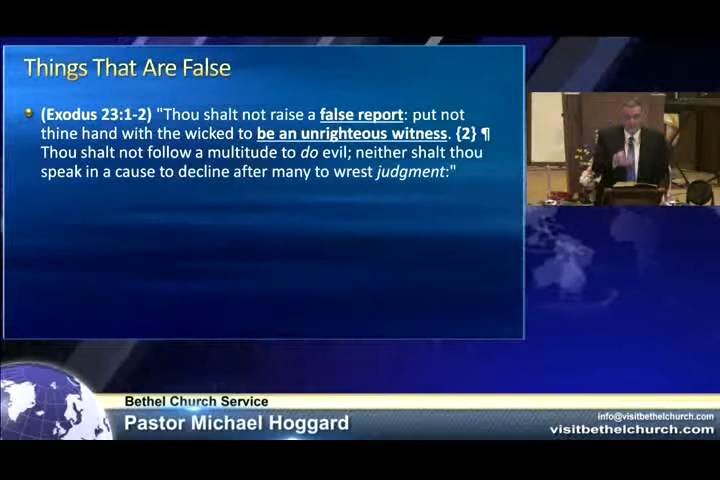 Things That Are False
(Exodus 23:1-2) "Thou shalt not raise a false report: put not
thine hand with the wicked to be an unrighteous witness. {2} ¶
Thou shalt not follow a multitude to do evil; neither shalt thou
speak in a cause to decline after many to wrest judgment:"
Bethel Church Service
Pastor Michael Hoggard
info@visitbethelchurch.com
visitbethelchurch.com